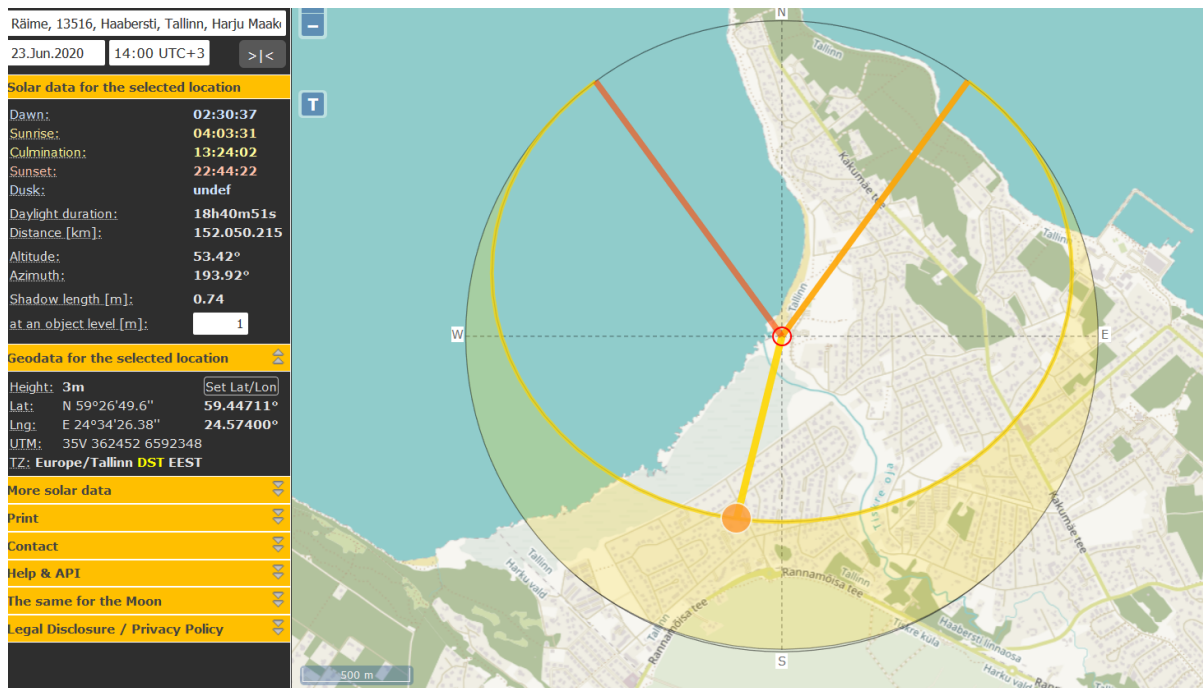 Räime, 13516, Haabersti, Tallinn, Harju Maak
23.Jun.2020 14:00 UTC+3 >|<
Solar data for the selected location
Dawn: 02:30:37
Sunrise: 04:03:31
Culmination: 13:24:02
Sunset: 22:44:22
Dusk: undef
Daylight duration: 18h40m51s
Distance [km]: 152.050.215
Altitude: 53.42°
Azimuth: 193.92°
Shadow length [m]: 0.74
at an object level [m]: 1
Geodata for the selected location
Height: 3m Set Lat/Lon
Lat: N 59°26'49.6'' 59.44711°
Lng: E 24°34'26.38'' 24.57400°
UTM: 35V 362452 6592348
TZ: Europe/Tallinn DST EEST
More solar data
Print
Contact
Help & API
The same for the Moon
Legal Disclosure / Privacy Policy
−
T
N
Tallinn
Kakumäe tee
Tallinn
Tallinn
W
E
Tiskre oja
Kakumäe tee
Tallinn
Harku vald
Rannamõisa tee
Tallinn
Harku vald
Tallinn
Rannamõisa tee
Tiskre küla
Haabersti linnaosa
Harku vald
S
500 m